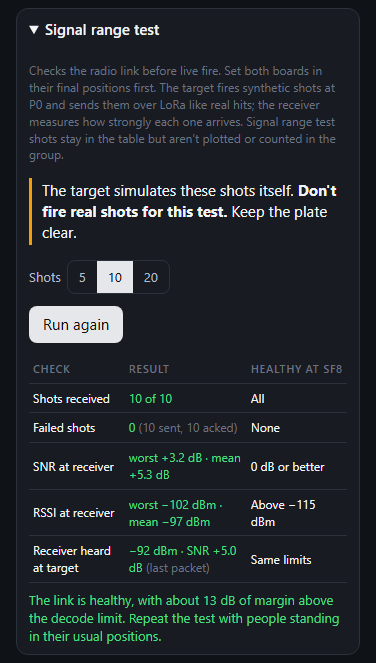 ▼ Signal range test
Checks the radio link before live fire. Set both boards in
their final positions first. The target fires synthetic shots at
P0 and sends them over LoRa like real hits; the receiver
measures how strongly each one arrives. Signal range test
shots stay in the table but aren't plotted or counted in the
group.
The target simulates these shots itself. Don't
fire real shots for this test. Keep the plate
clear.
Shots 5 10 20
Run again
CHECK RESULT HEALTHY AT SF8
Shots received 10 of 10 All
Failed shots 0 (10 sent, 10 acked) None
SNR at receiver worst +3.2 dB · mean +5.3 dB 0 dB or better
RSSI at receiver worst −102 dBm · mean −97 dBm Above −115 dBm
Receiver heard at target −92 dBm · SNR +5.0 dB (last packet) Same limits
The link is healthy, with about 13 dB of margin above
the decode limit. Repeat the test with people standing
in their usual positions.